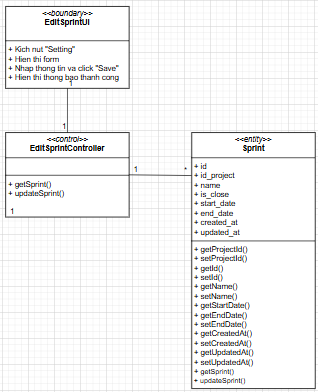 <<boundary>>
EditSprintUI
+ Kich nut "Setting"
+ Hien thi form
+ Nhap thong tin va click "Save"
+ Hien thi thong bao thanh cong
1
1
<<control>>
EditSprintController
+ getSprint()
+ updateSprint()
1
1
*
<<entity>>
Sprint
+ id
+ id_project
+ name
+ is_close
+ start_date
+ end_date
+ created_at
+ updated_at
+ getProjectId()
+ setProjectId()
+ getId()
+ setId()
+ getName()
+ setName()
+ getStartDate()
+ getEndDate()
+ setEndDate()
+ getCreatedAt()
+ setCreatedAt()
+ getUpdatedAt()
+ setUpdatedAt()
+ getSprint()
+ updateSprint()